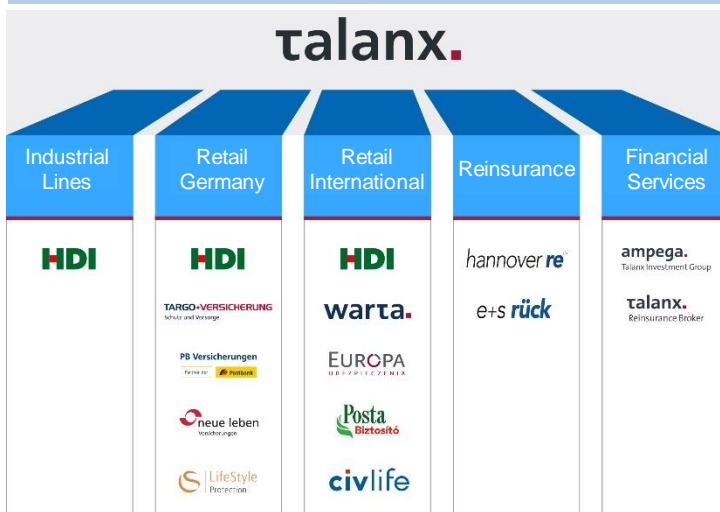 talanx.
Industrial
Lines
Retail
Germany
Retail
International
Reinsurance
Financial
Services
HDI
TARGO-VERSICHERUNG
Schutz und Vorsorge
PB Versicherungen
Partner der Postbank
neue leben
Versicherungen
LifeStyle
Protection
HDI
HDI
warta.
EUROPA
UBEZPIECZENIA
Posta
Biztosító
civlife
hannover re
e+s rück
ampega.
Talanx Investment Group
talanx.
Reinsurance Broker